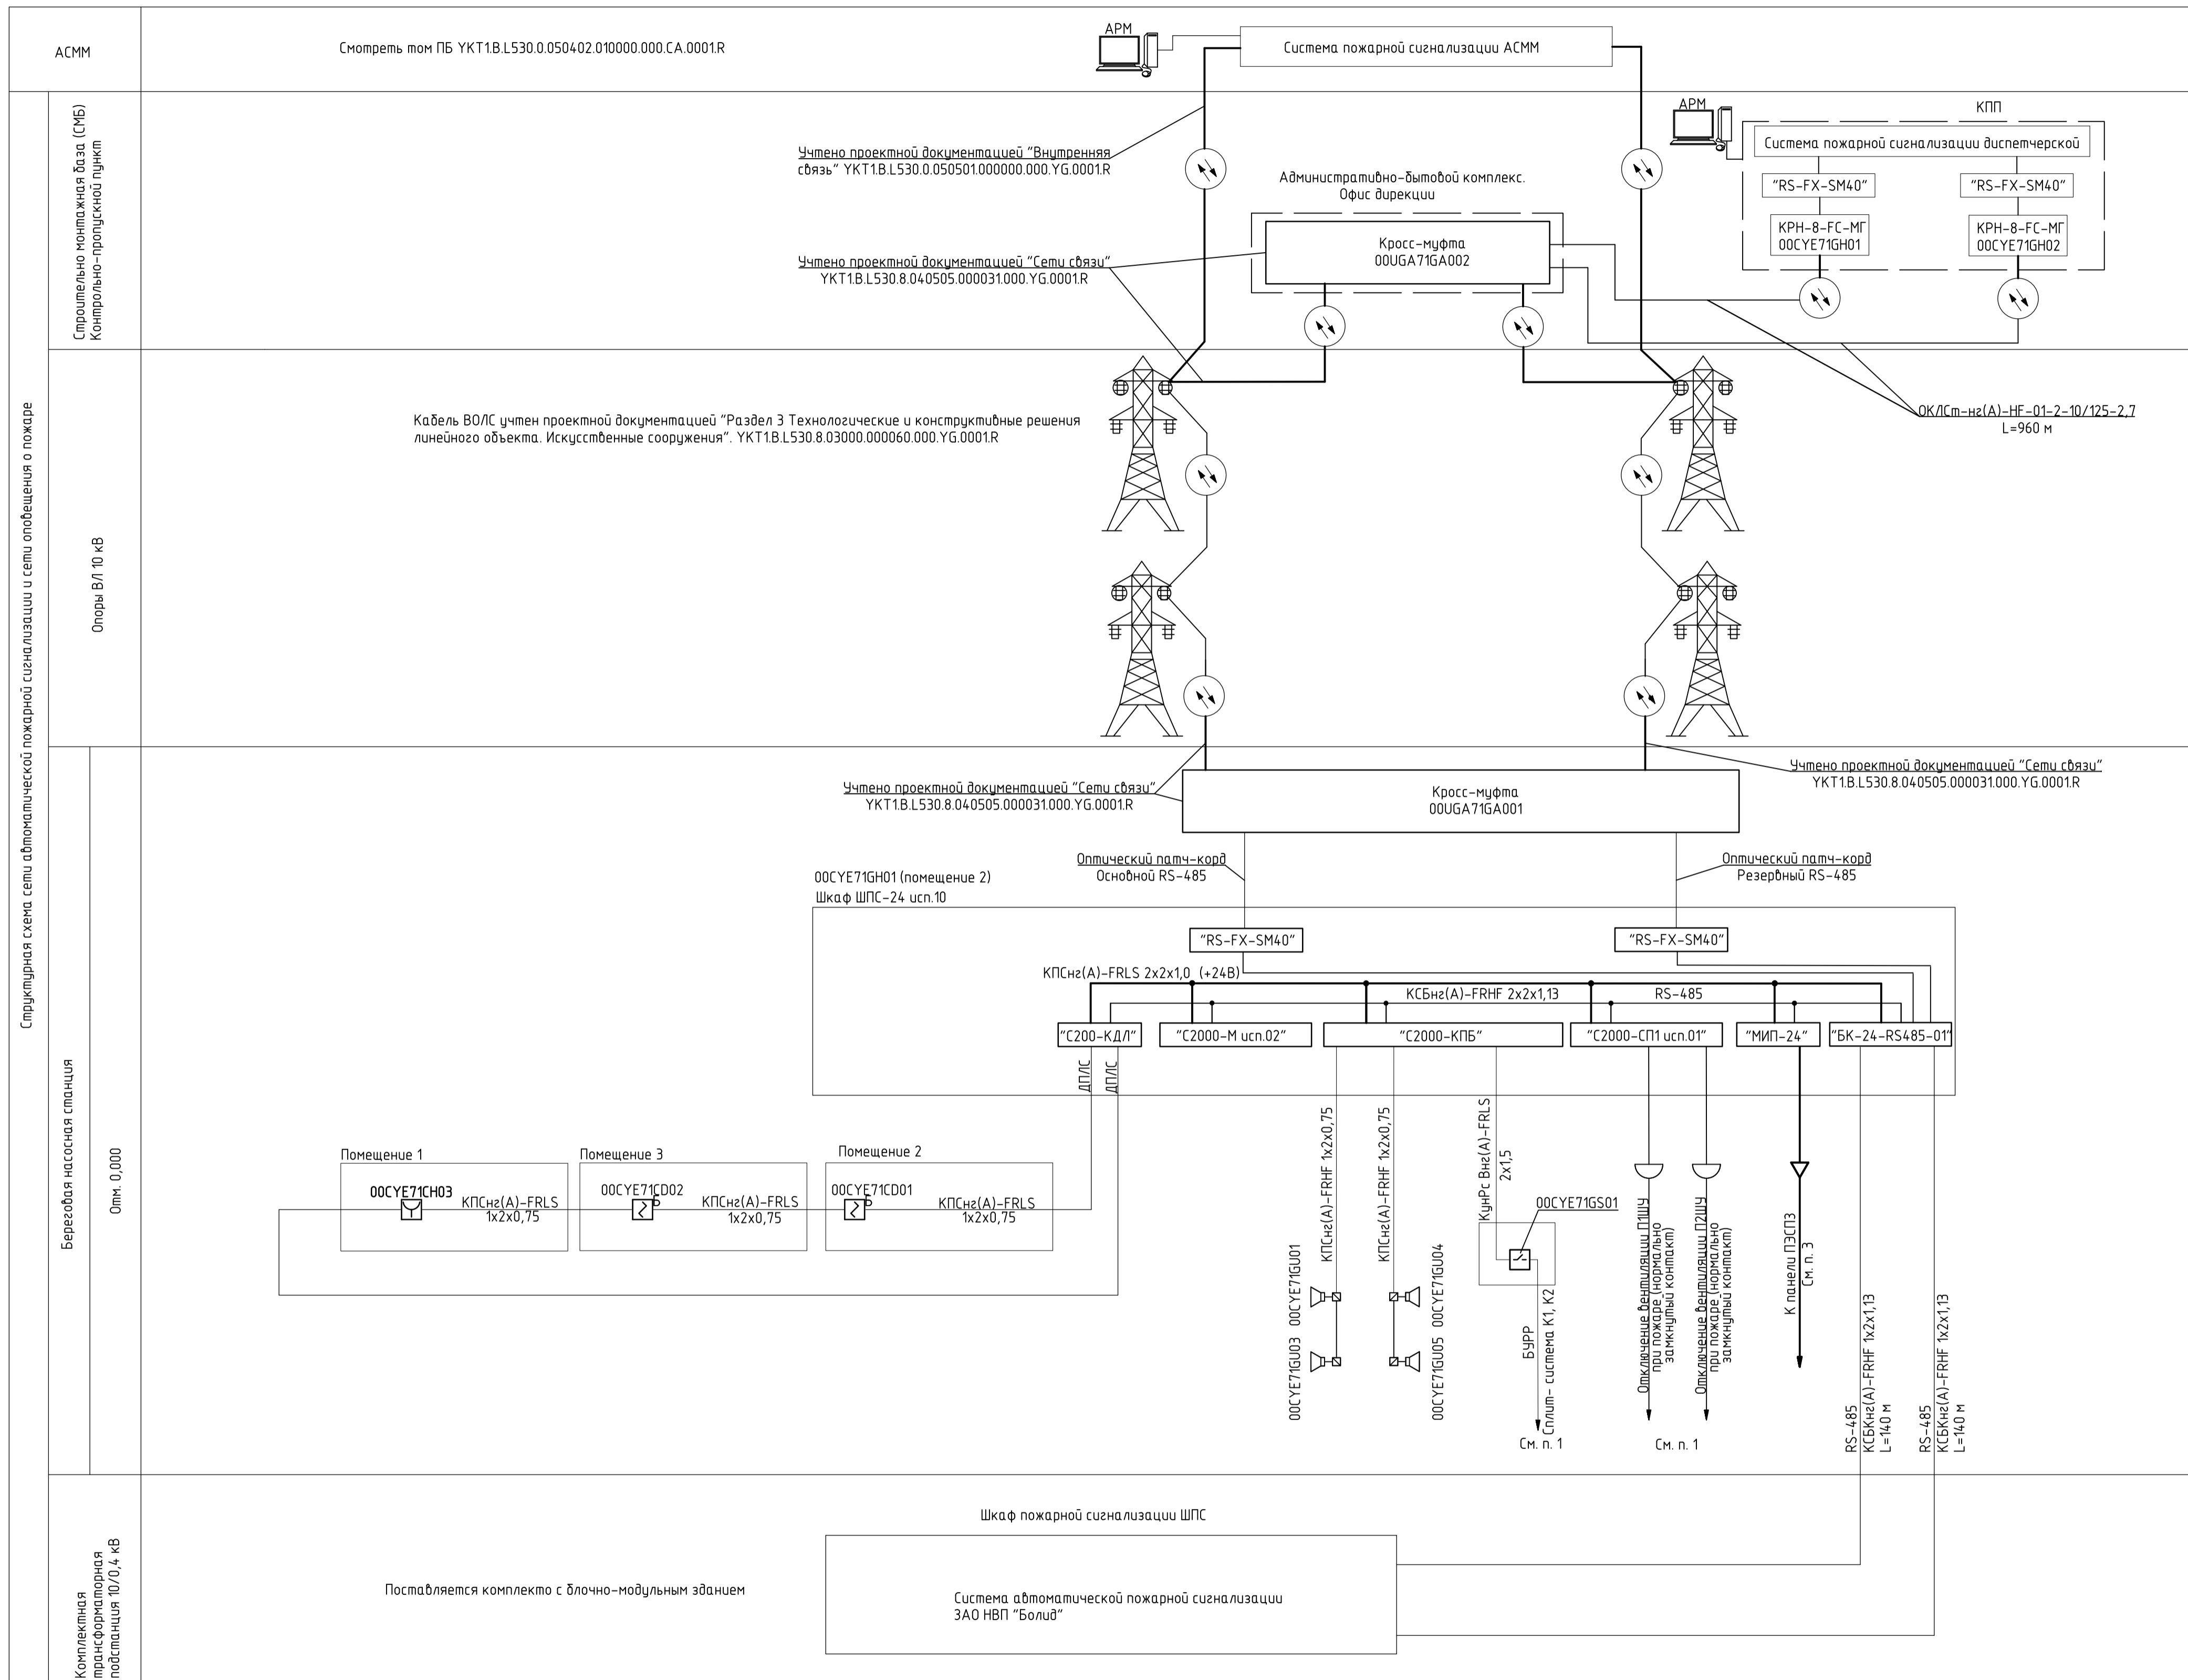 Структурная схема сети автоматической пожарной сигнализации и сети оповещения о пожаре
АСММ
Смотреть том ПБ YKT1.B.L530.0.050402.010000.000.CA.0001.R
АРМ
Система пожарной сигнализации АСММ
Строительно монтажная база (СМБ)
Контрольно-пропускной пункт
Учтено проектной документацией "Внутренняя
связь" YKT1.B.L530.0.050501.000000.000.YG.0001.R
Учтено проектной документацией "Сети связи"
YKT1.B.L530.8.040505.000031.000.YG.0001.R
Административно-бытовой комплекс.
Офис дирекции
Кросс-муфта
00UGA71GA002
АРМ
КПП
Система пожарной сигнализации диспетчерской
"RS-FX-SM40"
"RS-FX-SM40"
КРН-8-FC-МГ
00CYE71GH01
КРН-8-FC-МГ
00CYE71GH02
Опоры ВЛ 10 кВ
Кабель ВОЛС учтен проектной документацией "Раздел 3 Технологические и конструктивные решения
линейного объекта. Искусственные сооружения". YKT1.B.L530.8.03000.000060.000.YG.0001.R
ОКЛСт-нг(А)-HF-01-2-10/125-2,7
L=960 м
Береговая насосная станция
Отм. 0,000
Учтено проектной документацией "Сети связи"
YKT1.B.L530.8.040505.000031.000.YG.0001.R
Учтено проектной документацией "Сети связи"
YKT1.B.L530.8.040505.000031.000.YG.0001.R
Кросс-муфта
00UGA71GA001
Оптический патч-корд
Основной RS-485
Оптический патч-корд
Резервный RS-485
00CYE71GH01 (помещение 2)
Шкаф ШПС-24 исп.10
"RS-FX-SM40"
"RS-FX-SM40"
КПСнг(А)-FRLS 2x2x1,0 (+24В)
КСБнг(А)-FRHF 2x2x1,13
RS-485
"С200-КДЛ"
"С2000-М исп.02"
"С2000-КПБ"
"С2000-СП1 исп.01"
"МИП-24"
"БК-24-RS485-01"
ДПЛС
ДПЛС
Помещение 1
00CYE71CH03
КПСнг(А)-FRLS
1x2x0,75
Помещение 3
00CYE71CD02
Б
КПСнг(А)-FRLS
1x2x0,75
Помещение 2
00CYE71CD01
Б
КПСнг(А)-FRLS
1x2x0,75
КПСнг(А)-FRHF 1x2x0,75
КПСнг(А)-FRHF 1x2x0,75
00CYE71GU03 00CYE71GU01
00CYE71GU05 00CYE71GU04
КунРс Внг(А)-FRLS
2x1,5
00CYE71GS01
БУРР
Сплит- система К1, К2
См. п. 1
Отключение вентиляции П1ШУ
при пожаре (нормально
замкнутый контакт)
Отключение вентиляции П2ШУ
при пожаре (нормально
замкнутый контакт)
См. п. 1
К панели ПЭСПЗ
См. п. 3
RS-485
КСБКнг(А)-FRHF 1x2x1,13
L=140 м
RS-485
КСБКнг(А)-FRHF 1x2x1,13
L=140 м
Комплектная
трансформаторная
подстанция 10/0,4 кВ
Поставляется комплекто с блочно-модульным зданием
Шкаф пожарной сигнализации ШПС
Система автоматической пожарной сигнализации
ЗАО НВП "Болид"